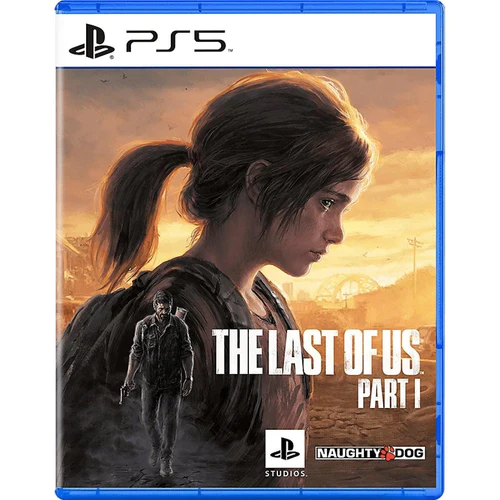 PS5
THE LAST OF US
PART I
STUDIOS.
NAUGHTY DOG